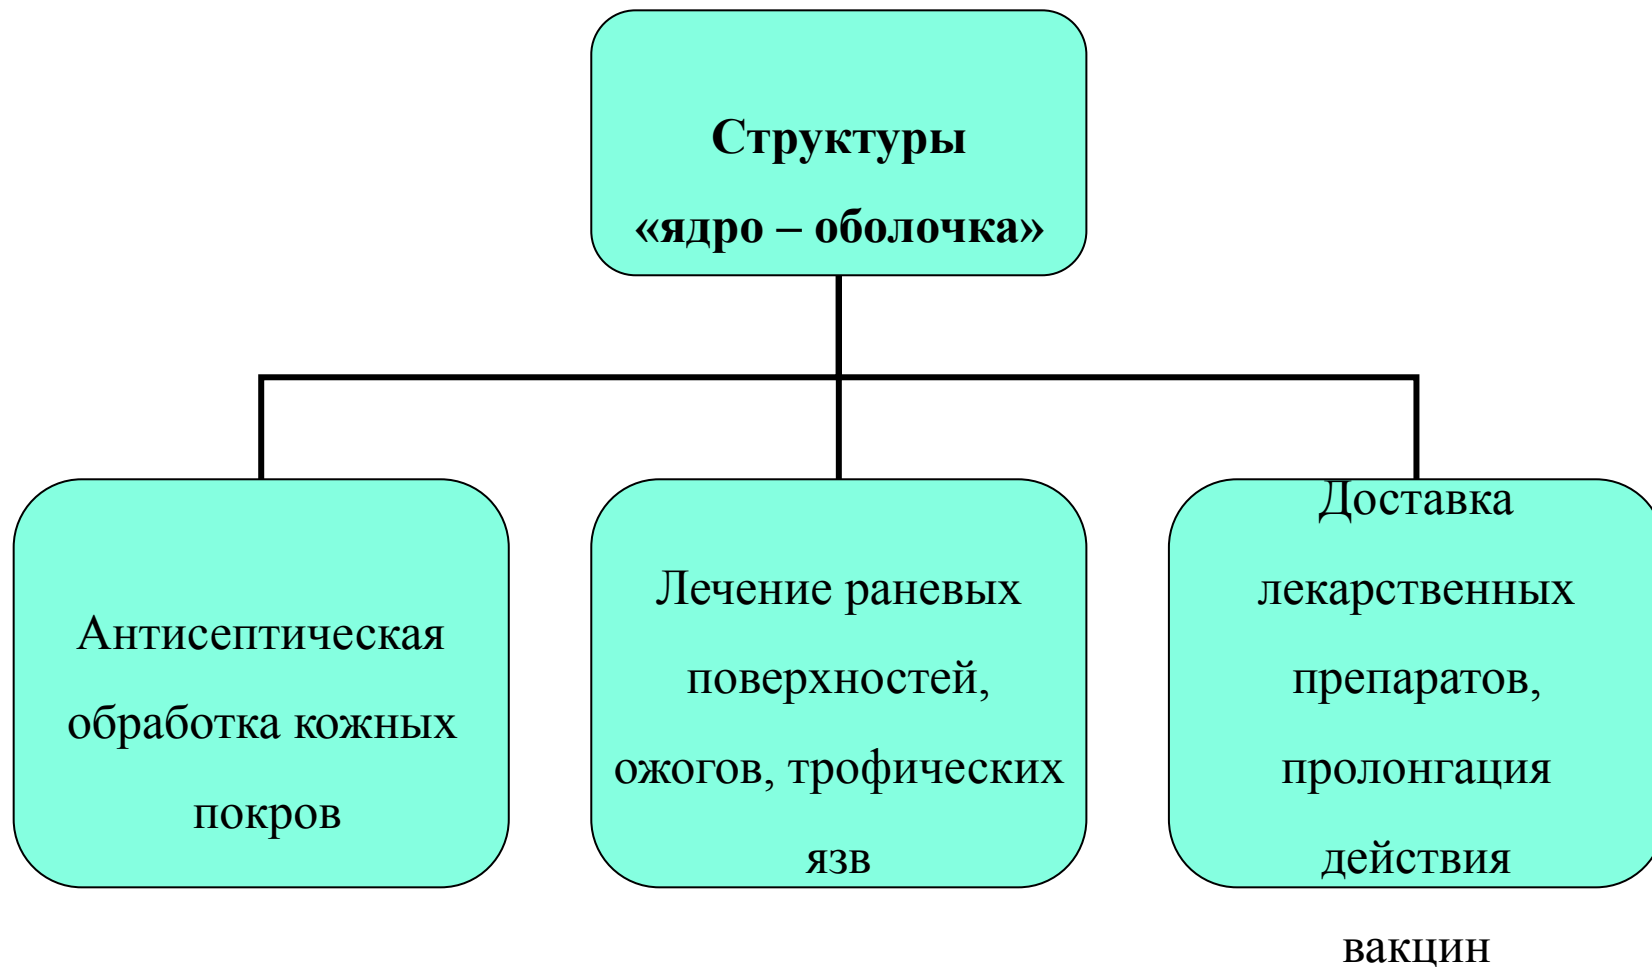 Структуры
«ядро – оболочка»
Антисептическая
обработка кожных
покров
Лечение раневых
поверхностей,
ожогов, трофических
язв
Доставка
лекарственных
препаратов,
пролонгация
действия
вакцин